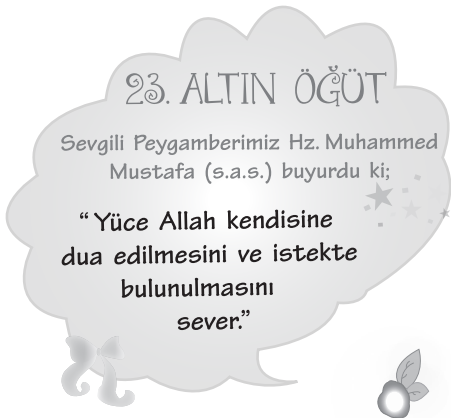 23. ALTIN ÖĞÜT
Sevgili Peygamberimiz Hz. Muhammed
Mustafa (s.a.s.) buyurdu ki;
“Yüce Allah kendisine
dua edilmesini ve istekte
bulunulmasını
sever.”